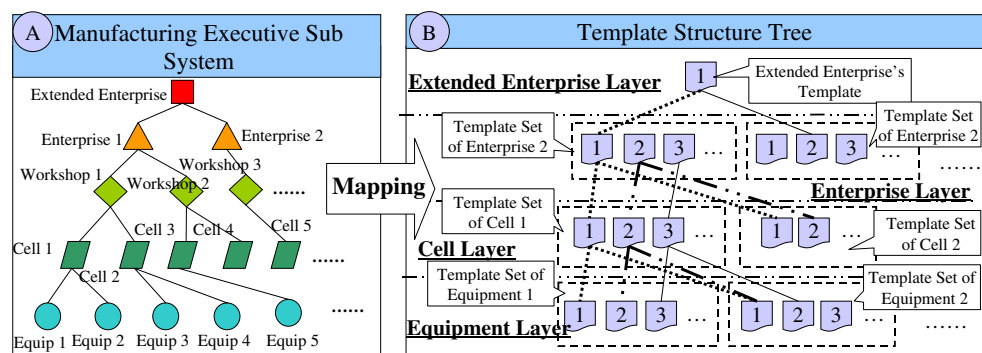 A
Manufacturing Executive Sub
System
Extended Enterprise
Enterprise 1
Enterprise 2
Workshop 3
Workshop 1
Workshop 2
......
Cell 1
Cell 3
Cell 4
Cell 5
......
Cell 2
......
Equip 1
Equip 2
Equip 3
Equip 4
Equip 5
Mapping
B
Template Structure Tree
Extended Enterprise Layer
1
Extended Enterprise's
Template
Template Set
of Enterprise 2
1
2
3
...
1
2
3
...
Template Set
of Enterprise 2
......
Enterprise Layer
Template Set
of Cell 1
Cell Layer
1
2
3
...
1
2
...
Template Set
of Cell 2
Template Set of
Equipment 1
Equipment Layer
1
2
3
...
1
2
3
...
Template Set of
Equipment 2
......